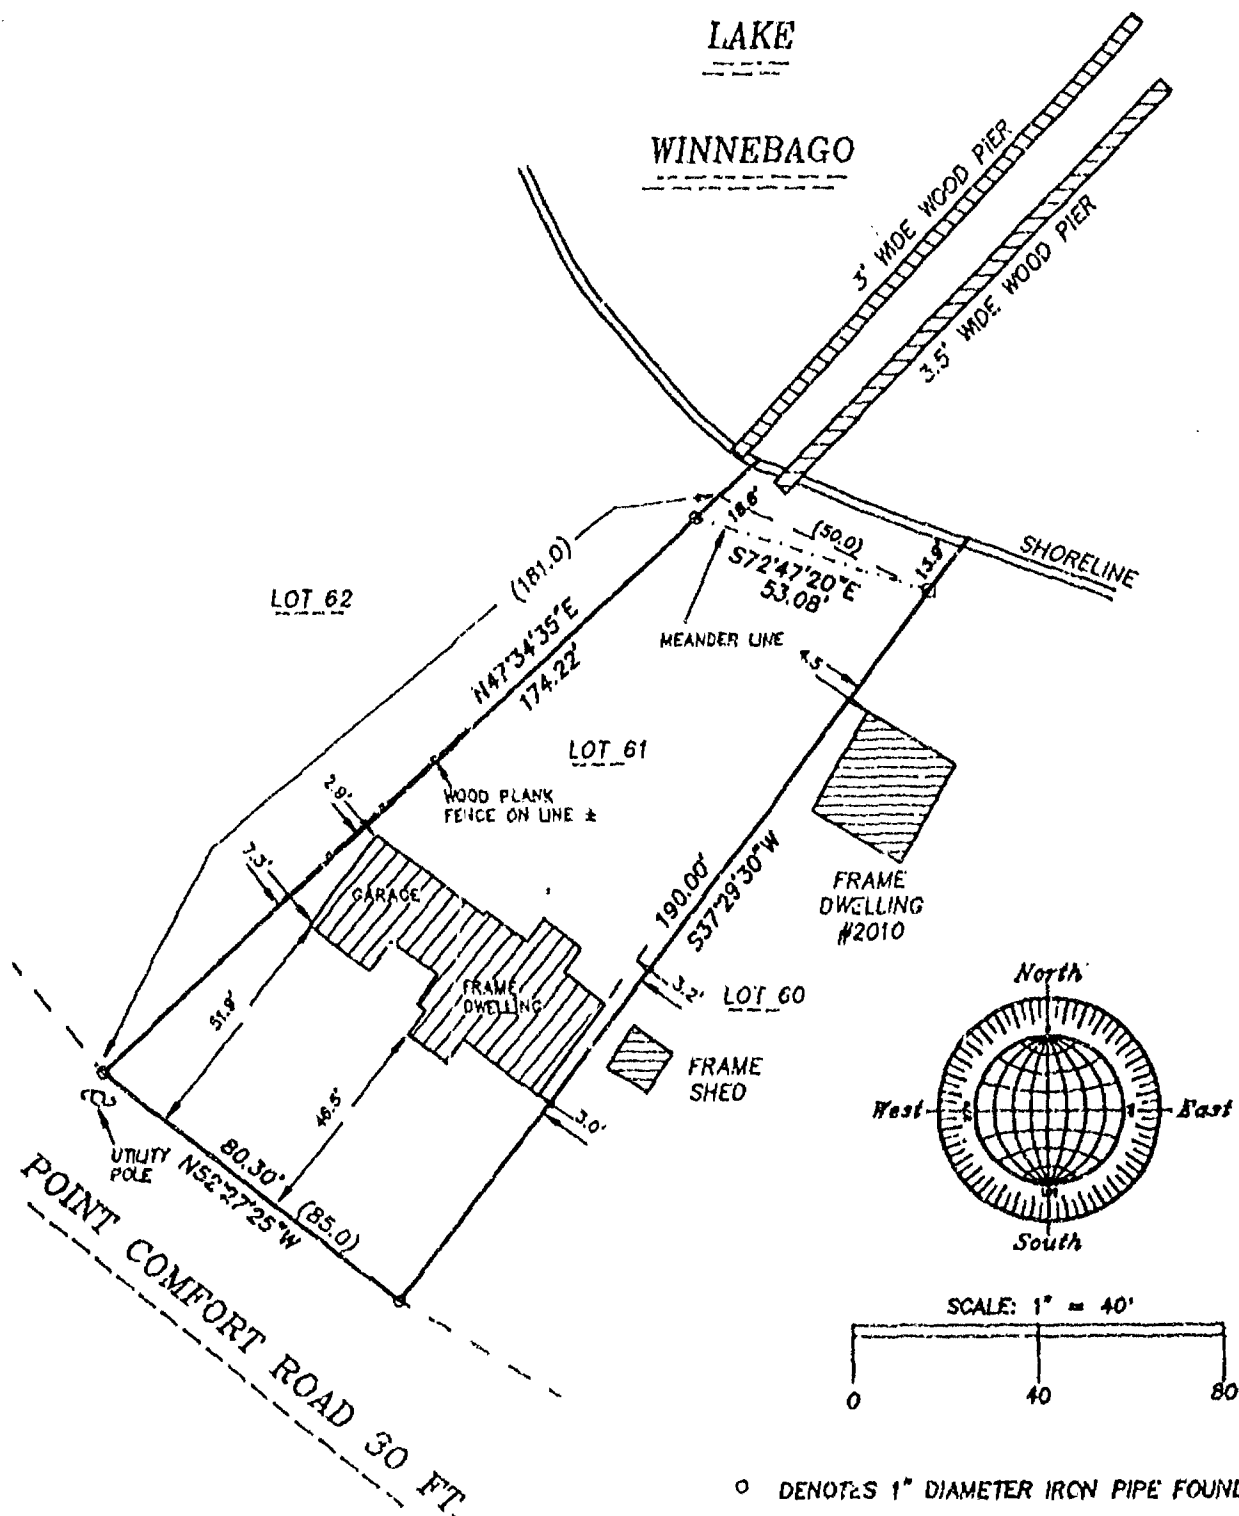 LAKE
WINNEBAGO
3' WIDE WOOD PIER
3.5' WIDE WOOD PIER
18.6'
(50.0)
S72°47'20"E
53.08'
13.9'
SHORELINE
(181.0)
LOT 62
MEANDER LINE
N47°34'35"E
174.22'
LOT 61
WOOD PLANK
FENCE ON LINE ±
2.9'
7.3'
GARAGE
190.00'
S37°29'30"W
FRAME
DWELLING
#2010
FRAME
DWELLING
3.2'
LOT 60
51.9'
46.5'
FRAME
SHED
3.0'
North
West
East
South
UTILITY
POLE
80.30'
(85.0)
N52°27'25"W
POINT COMFORT ROAD 30 FT.
SCALE: 1" = 40'
0 40 80
O DENOTES 1" DIAMETER IRON PIPE FOUND